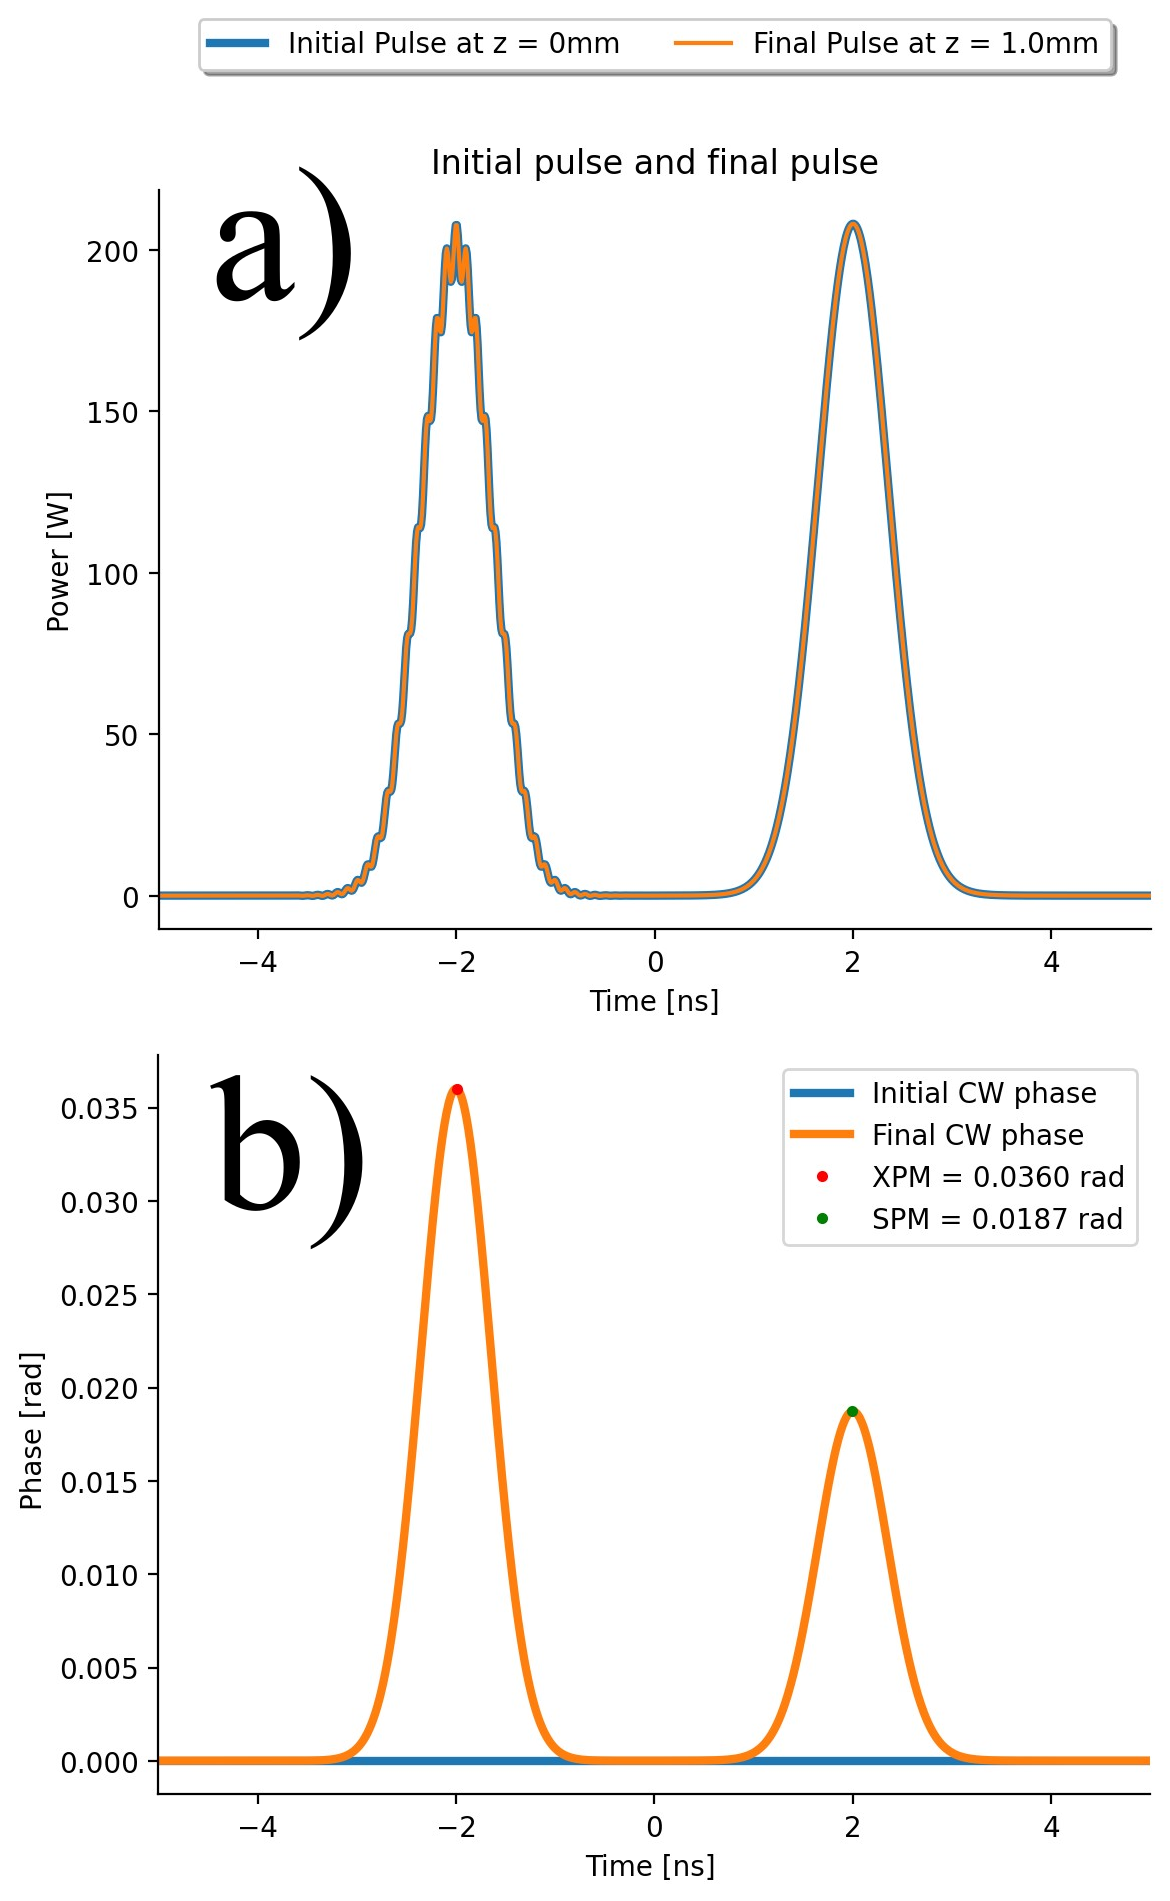 Initial Pulse at z = 0mm Final Pulse at z = 1.0mm
Initial pulse and final pulse
a)
200
150
100
50
0
Power [W]
−4 −2 0 2 4
Time [ns]
b)
Initial CW phase
Final CW phase
XPM = 0.0360 rad
SPM = 0.0187 rad
0.035
0.030
0.025
0.020
0.015
0.010
0.005
0.000
Phase [rad]
−4 −2 0 2 4
Time [ns]